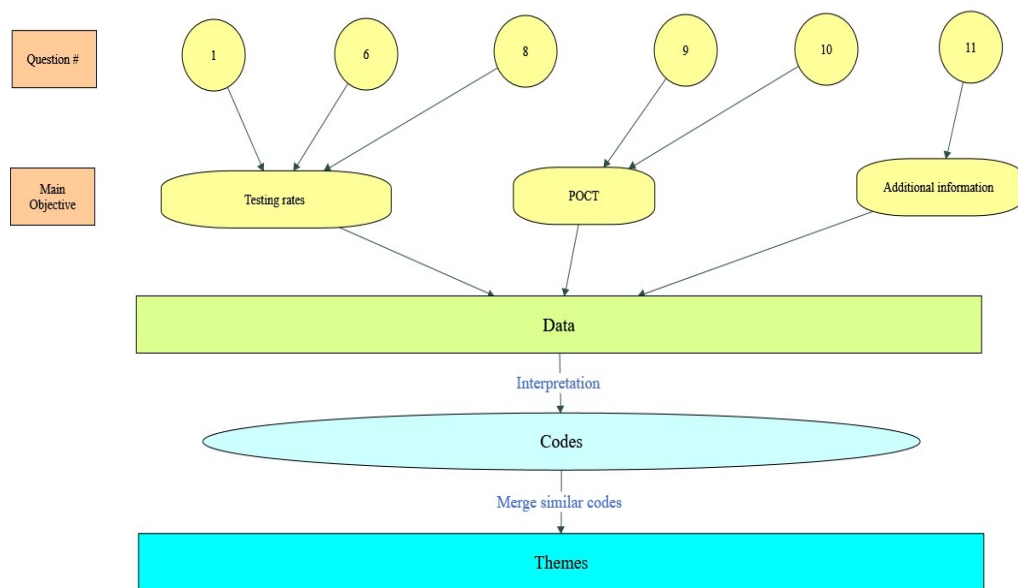 Question #
1
6
8
9
10
11
Main
Objective
Testing rates
POCT
Additional information
Data
Interpretation
Codes
Merge similar codes
Themes